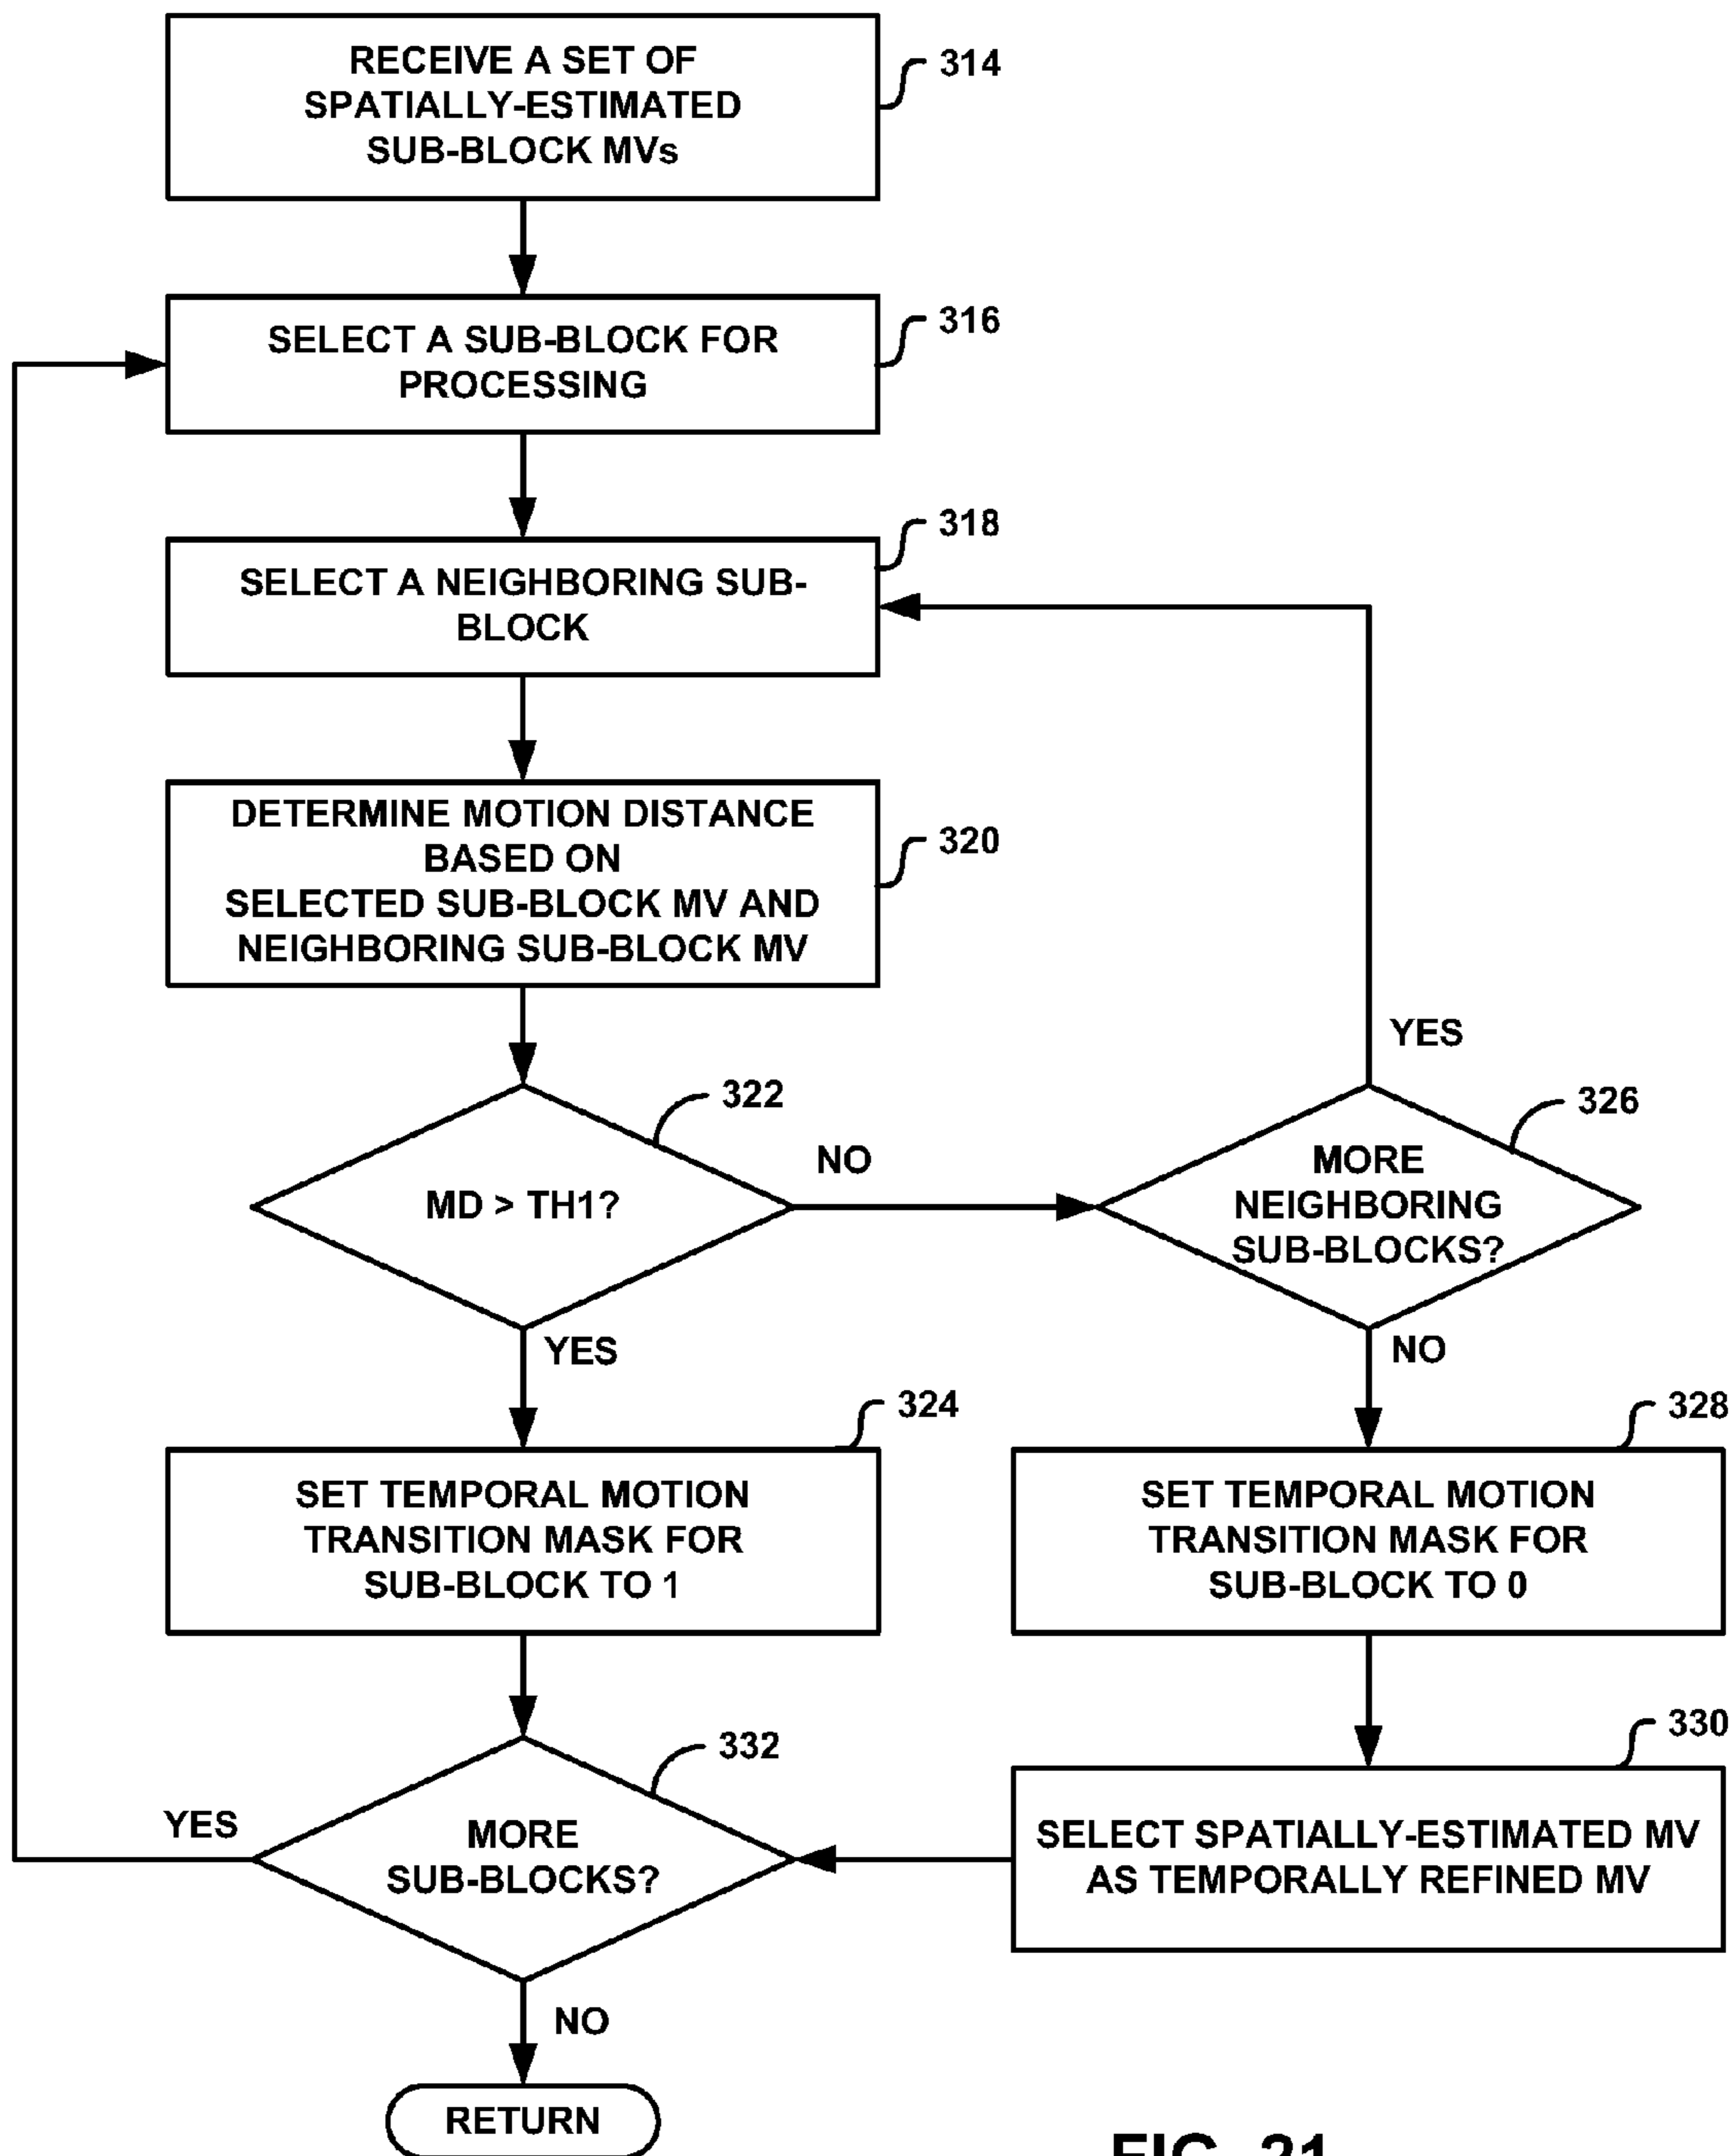 RECEIVE A SET OF
SPATIALLY-ESTIMATED
SUB-BLOCK MVs
314
SELECT A SUB-BLOCK FOR
PROCESSING
316
SELECT A NEIGHBORING SUB-
BLOCK
318
DETERMINE MOTION DISTANCE
BASED ON
SELECTED SUB-BLOCK MV AND
NEIGHBORING SUB-BLOCK MV
320
MD > TH1?
322
NO
YES
MORE
NEIGHBORING
SUB-BLOCKS?
326
YES
NO
SET TEMPORAL MOTION
TRANSITION MASK FOR
SUB-BLOCK TO 1
324
SET TEMPORAL MOTION
TRANSITION MASK FOR
SUB-BLOCK TO 0
328
MORE
SUB-BLOCKS?
332
YES
NO
SELECT SPATIALLY-ESTIMATED MV
AS TEMPORALLY REFINED MV
330
RETURN
FIG. 21